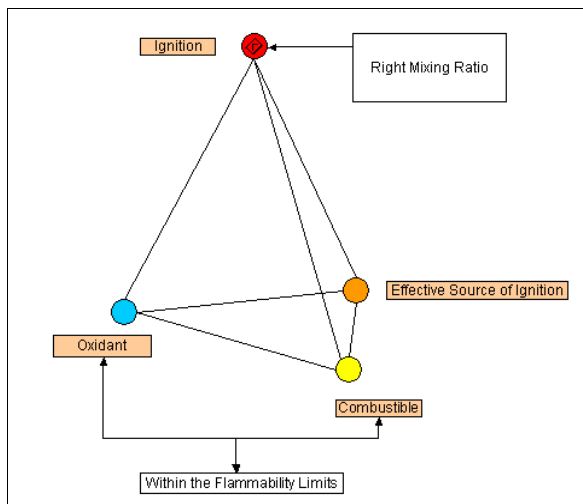 Ignition
Right Mixing Ratio
Effective Source of Ignition
Oxidant
Combustible
Within the Flammability Limits